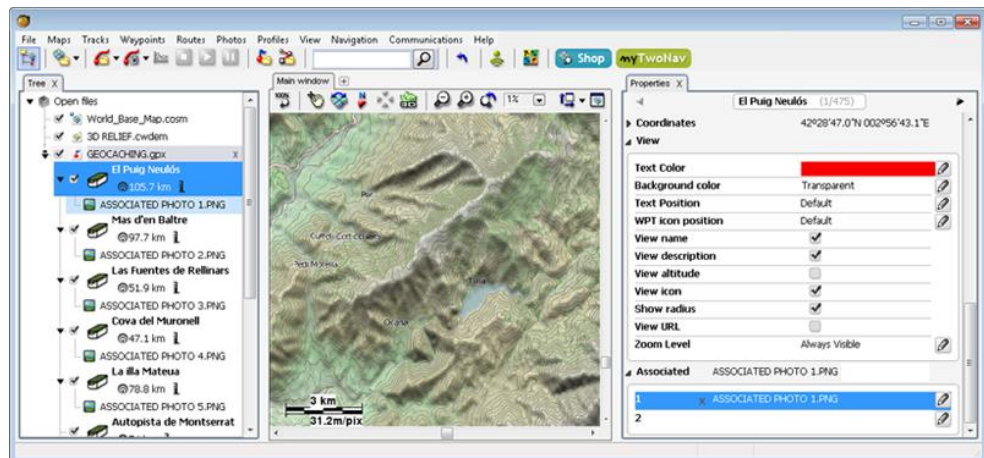 File Maps Tracks Waypoints Routes Photos Profiles View Navigation Communications Help
Shop
myTwoNav
Tree X
Open files
World_Base_Map.cosm
3D RELIEF.cwdem
GEOCACHING.gpx x
El Puig Neulós
105.7 km
ASSOCIATED PHOTO 1.PNG
Mas d'en Baltre
97.7 km
ASSOCIATED PHOTO 2.PNG
Las Fuentes de Rellinars
51.9 km
ASSOCIATED PHOTO 3.PNG
Cova del Muronell
47.1 km
ASSOCIATED PHOTO 4.PNG
La illa Mateua
78.8 km
ASSOCIATED PHOTO 5.PNG
Autopista de Montserrat
Main window
100%
1%
Ocaña
3 km
31.2m/pix
Properties X
El Puig Neulós (1/475)
Coordinates 42º28'47.0"N 002º56'43.1"E
View
Text Color
Background color Transparent
Text Position Default
WPT icon position Default
View name
View description
View altitude
View icon
Show radius
View URL
Zoom Level Always Visible
Associated ASSOCIATED PHOTO 1.PNG
1 x ASSOCIATED PHOTO 1.PNG
2